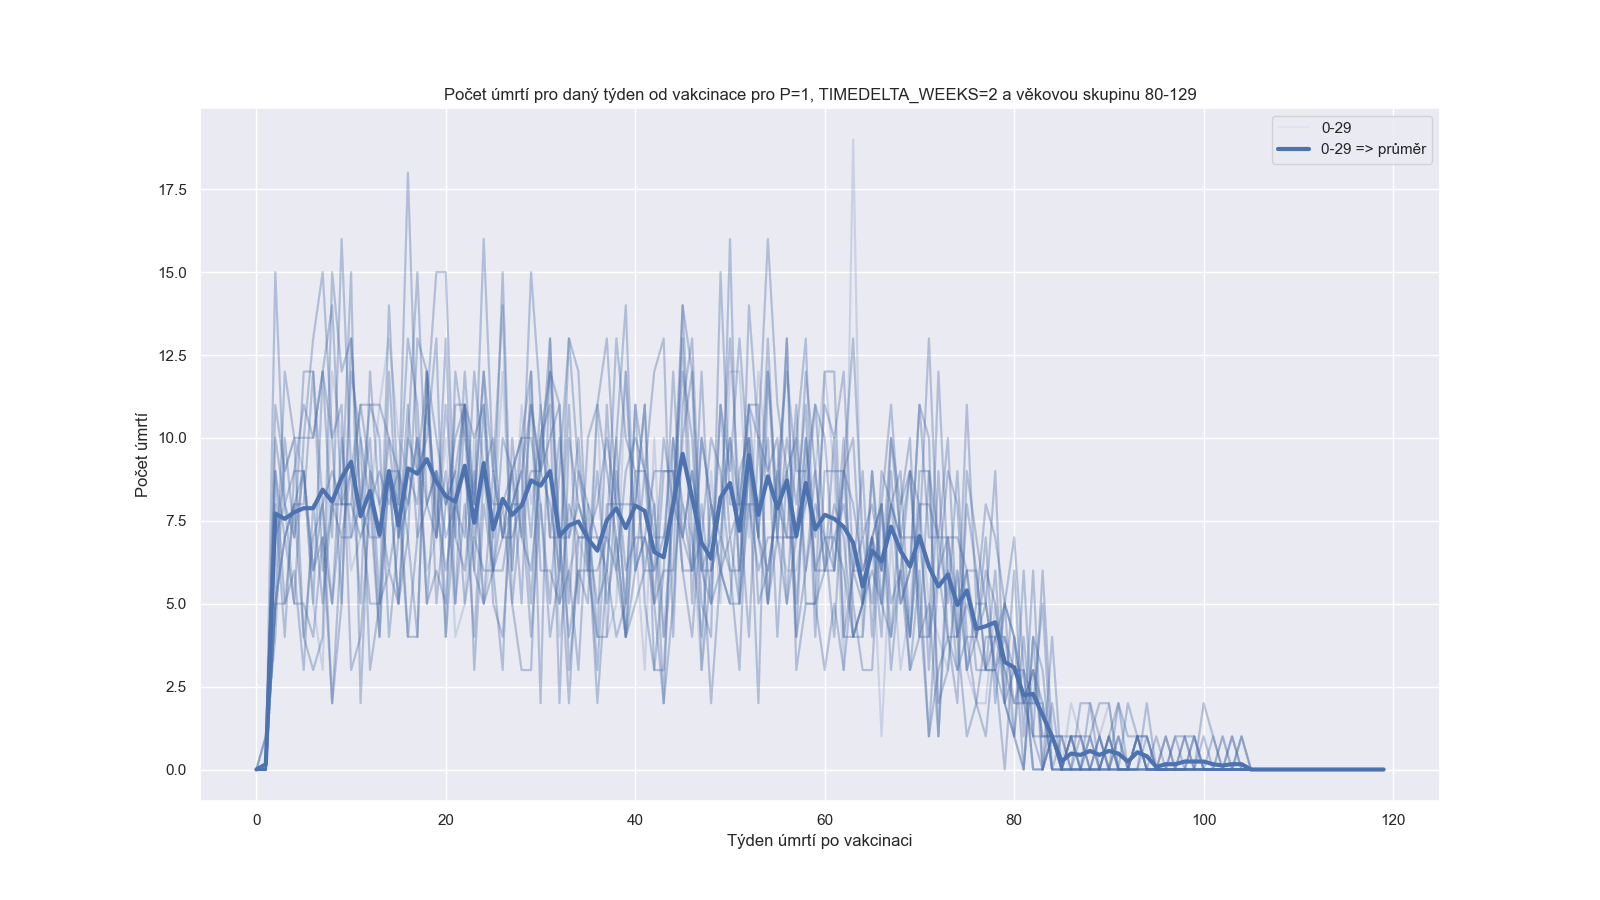 Počet úmrtí pro daný týden od vakcinace pro P=1, TIMEDELTA_WEEKS=2 a věkovou skupinu 80-129
0-29
0-29 => průměr
17.5
15.0
12.5
10.0
7.5
5.0
2.5
0.0
Počet úmrtí
0 20 40 60 80 100 120
Týden úmrtí po vakcinaci